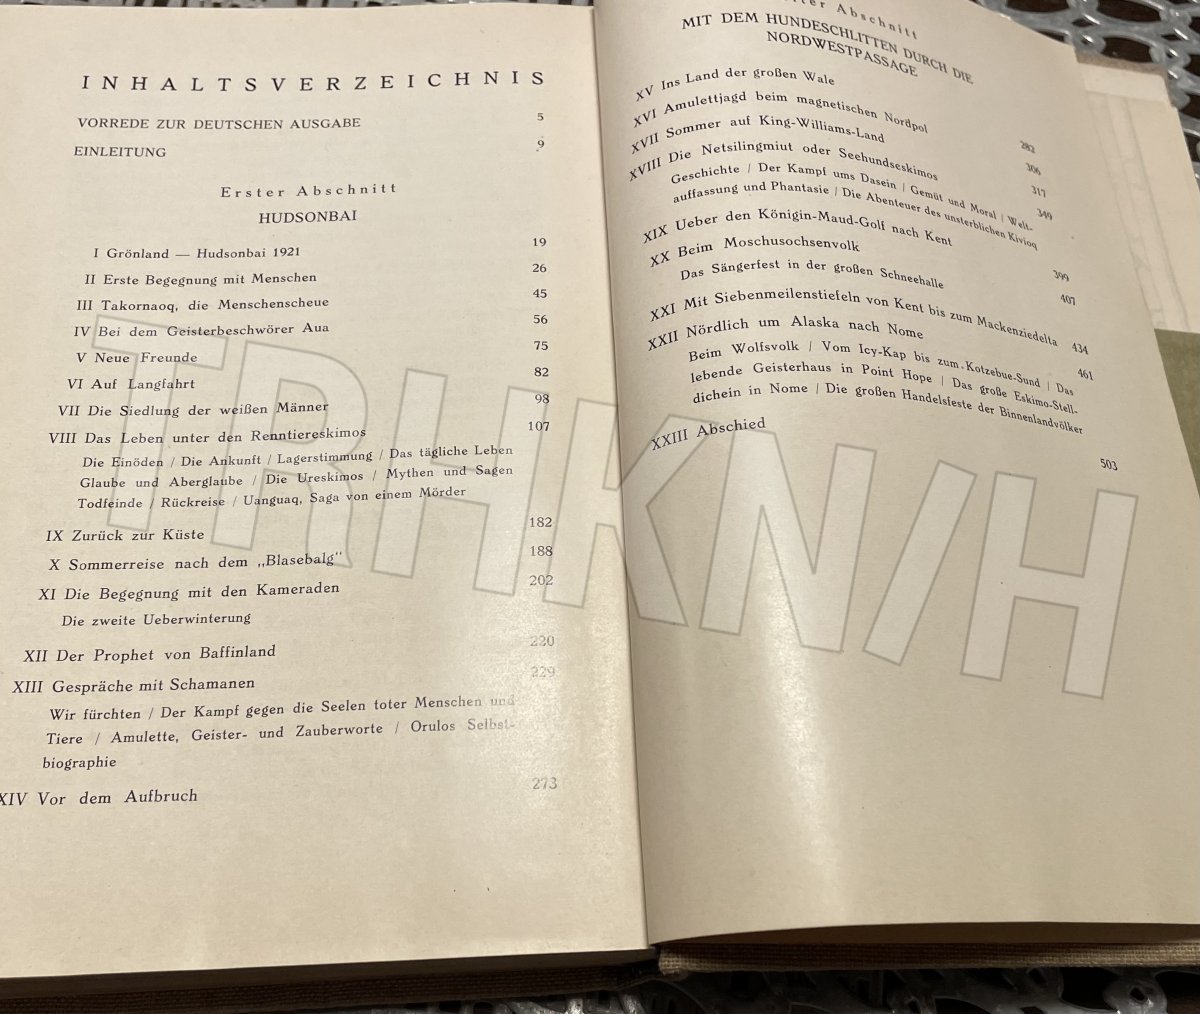 INHALTSVERZEICHNIS
VORREDE ZUR DEUTSCHEN AUSGABE 5
EINLEITUNG 9
Erster Abschnitt
HUDSONBAI
I Grönland — Hudsonbai 1921 19
II Erste Begegnung mit Menschen 26
III Takornaoq, die Menschenscheue 45
IV Bei dem Geisterbeschwörer Aua 56
V Neue Freunde 75
VI Auf Langfahrt 82
VII Die Siedlung der weißen Männer 98
VIII Das Leben unter den Renntiereskimos 107
Die Einöden / Die Ankunft / Lagerstimmung / Das tägliche Leben
Glaube und Aberglaube / Die Ureskimos / Mythen und Sagen
Todfeinde / Rückreise / Uanguaq, Saga von einem Mörder
IX Zurück zur Küste 182
X Sommerreise nach dem „Blasebalg“ 188
XI Die Begegnung mit den Kameraden 202
Die zweite Ueberwinterung
XII Der Prophet von Baffinland 220
XIII Gespräche mit Schamanen 229
Wir fürchten / Der Kampf gegen die Seelen toter Menschen und
Tiere / Amulette, Geister- und Zauberworte / Orulos Selbst-
biographie
XIV Vor dem Aufbruch 273
Abschnitt
MIT DEM HUNDESCHLITTEN DURCH DIE
NORDWESTPASSAGE
XV Ins Land der großen Wale 282
XVI Amulettjagd beim magnetischen Nordpol 306
XVII Sommer auf King-Williams-Land 317
XVIII Die Netsilingmiut oder Seehundseskimos 349
Geschichte / Der Kampf ums Dasein / Gemüt und Moral / Welt-
auffassung und Phantasie / Die Abenteuer des unsterblichen Kivioq
XIX Ueber den Königin-Maud-Golf nach Kent 399
XX Beim Moschusochsenvolk 407
Das Sängerfest in der großen Schneehalle
XXI Mit Siebenmeilenstiefeln von Kent bis zum Mackenziedelta 434
XXII Nördlich um Alaska nach Nome 461
Beim Wolfsvolk / Vom Icy-Kap bis zum Kotzebue-Sund / Das
lebende Geisterhaus in Point Hope / Das große Eskimo-Stell-
dichein in Nome / Die großen Handelsfeste der Binnenlandvölker
XXIII Abschied 503
TRHKN/H